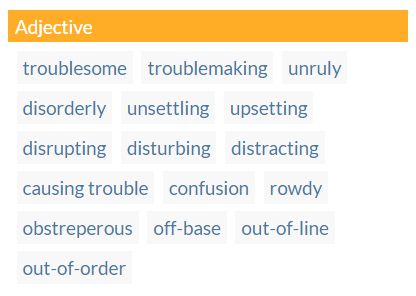 Adjective
troublesome troublemaking unruly
disorderly unsettling upsetting
disrupting disturbing distracting
causing trouble confusion rowdy
obstreperous off-base out-of-line
out-of-order